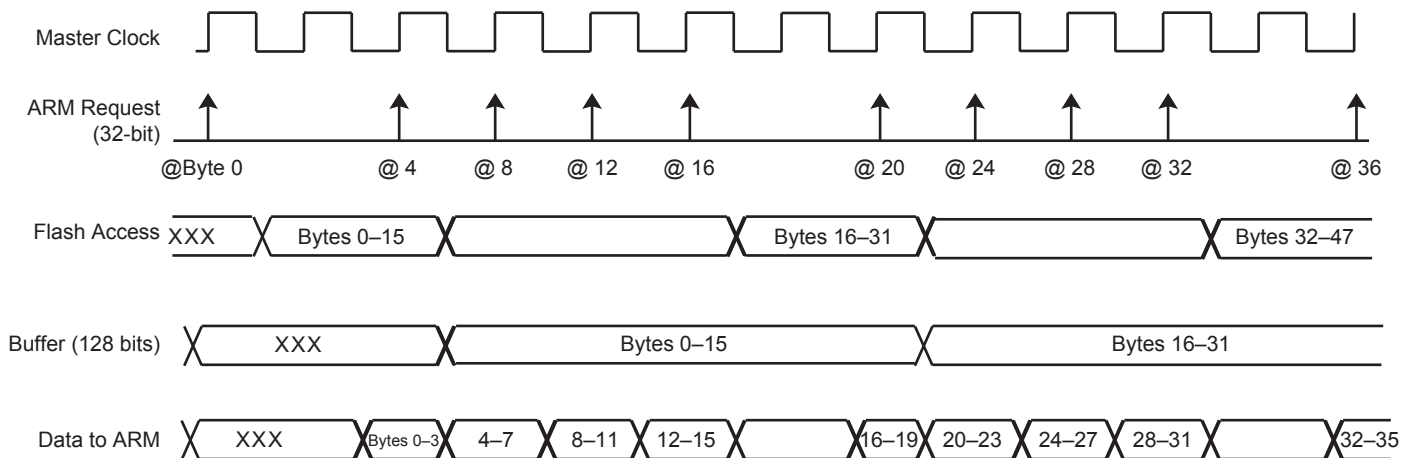 Master Clock
ARM Request
(32-bit)
@Byte 0 @ 4 @ 8 @ 12 @ 16 @ 20 @ 24 @ 28 @ 32 @ 36
Flash Access XXX Bytes 0–15 Bytes 16–31 Bytes 32–47
Buffer (128 bits) XXX Bytes 0–15 Bytes 16–31
Data to ARM XXX Bytes 0–3 4–7 8–11 12–15 16–19 20–23 24–27 28–31 32–35